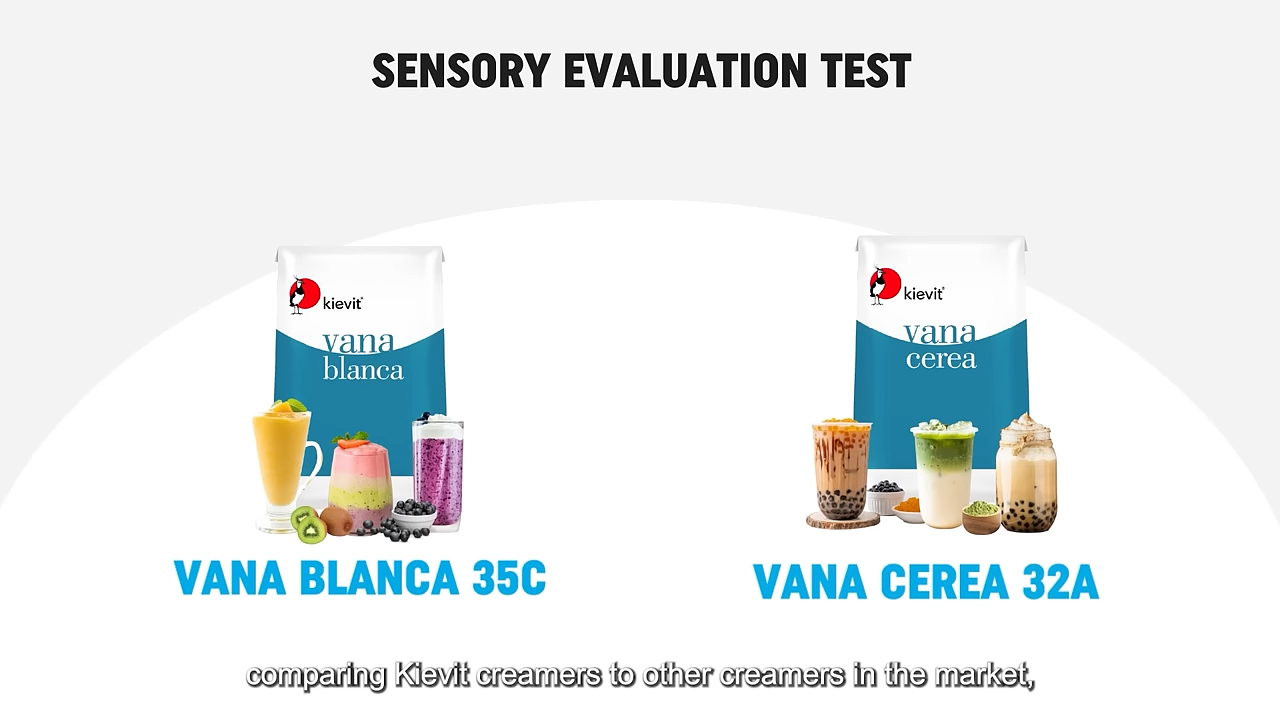 SENSORY EVALUATION TEST
kievit
vana
blanca
kievit
vana
cerea
VANA BLANCA 35C
VANA CEREA 32A
comparing Kievit creamers to other creamers in the market,